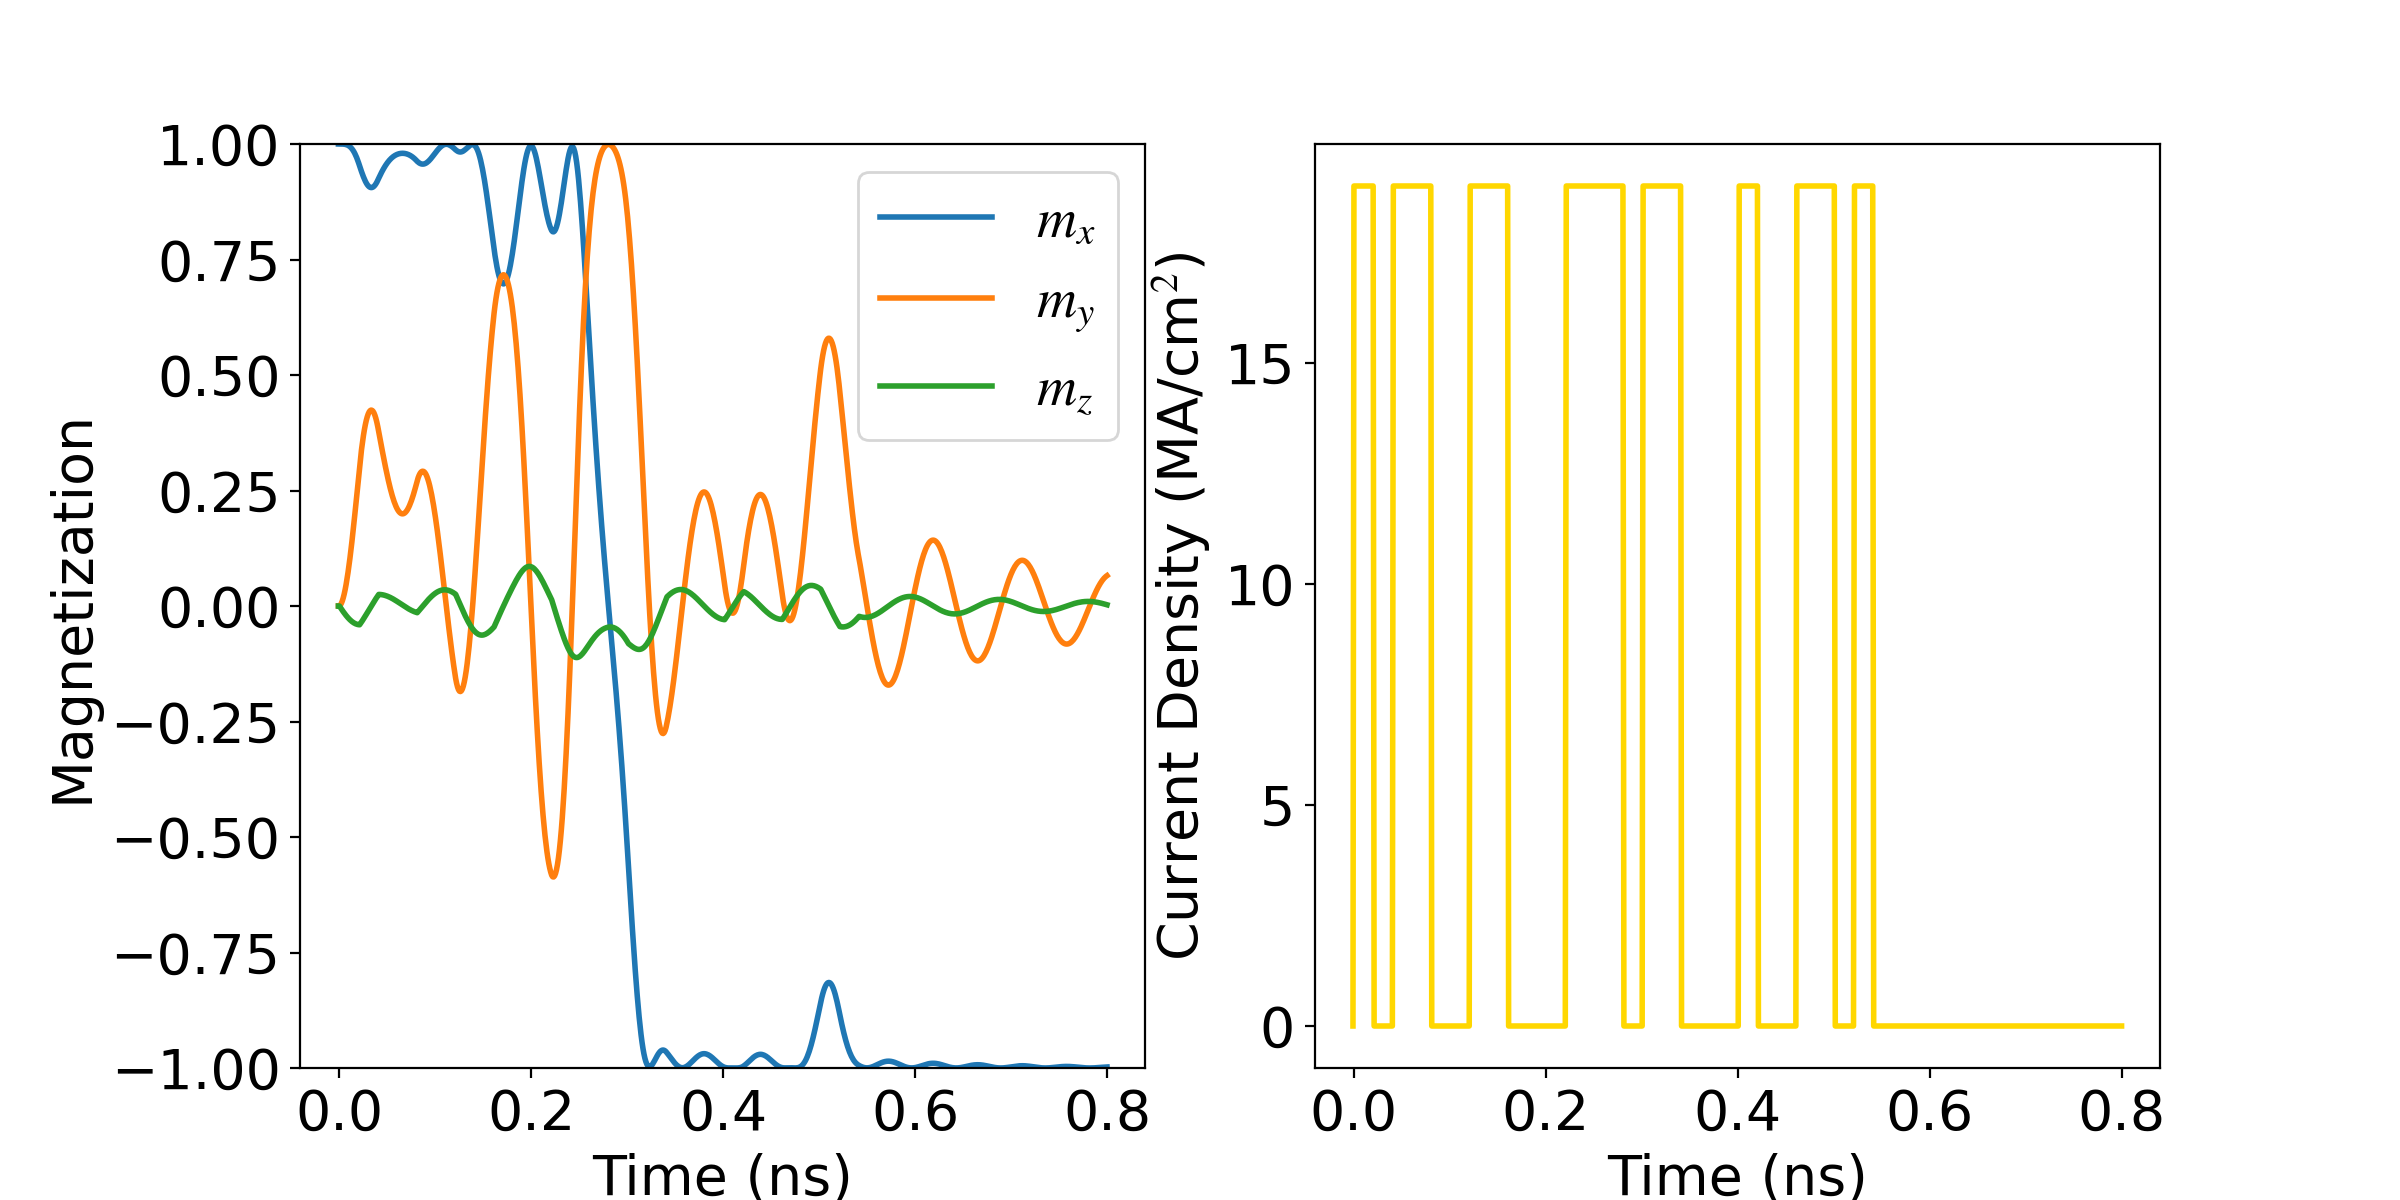 Magnetization
1.00
0.75
0.50
0.25
0.00
−0.25
−0.50
−0.75
−1.00
0.0 0.2 0.4 0.6 0.8
Time (ns)
m_x
m_y
m_z
Current Density (MA/cm²)
15
10
5
0
0.0 0.2 0.4 0.6 0.8
Time (ns)